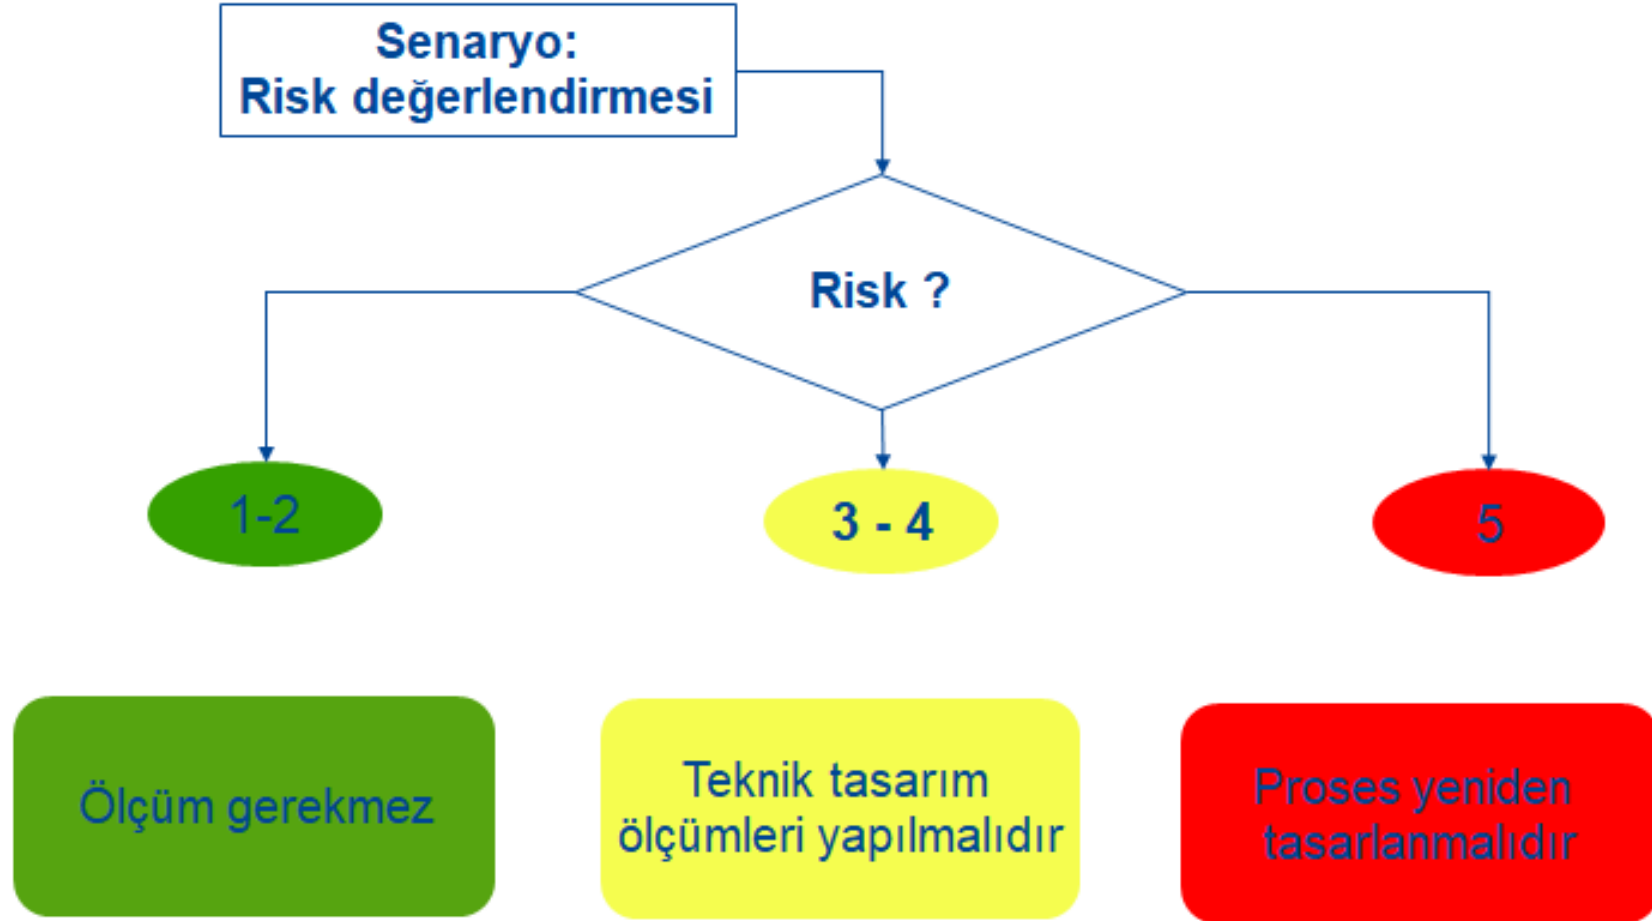 Senaryo:
Risk değerlendirmesi
Risk ?
1-2
3 - 4
5
Ölçüm gerekmez
Teknik tasarım
ölçümleri yapılmalıdır
Proses yeniden
tasarlanmalıdır